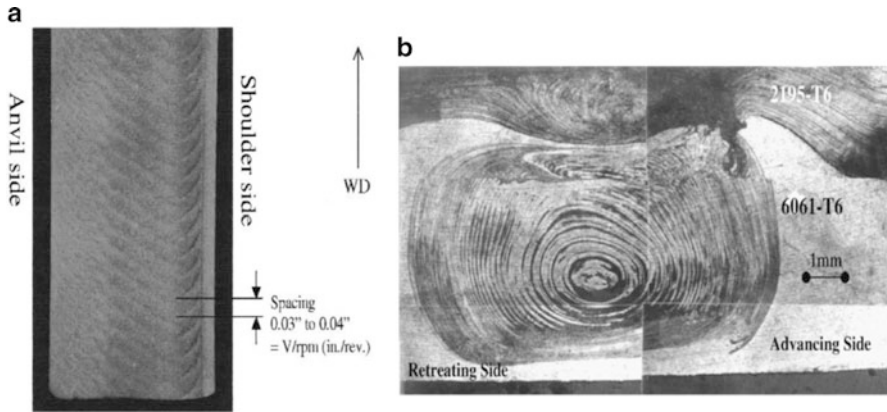 a
Anvil side
Shoulder side
WD
Spacing
0.03" to 0.04"
= V/rpm (in./rev.)
b
2195-T6
6061-T6
1mm
Retreating Side
Advancing Side